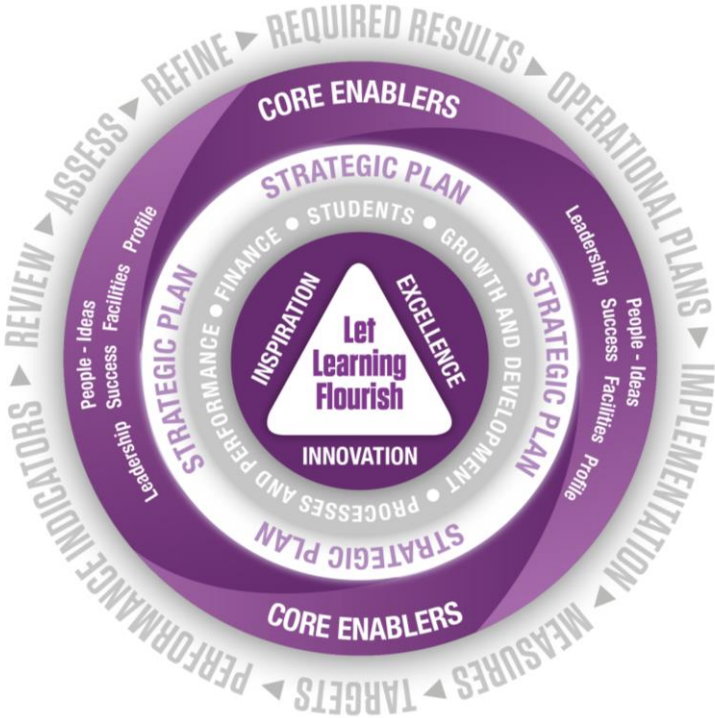 REQUIRED RESULTS
OPERATIONAL PLANS
IMPLEMENTATION
MEASURES
TARGETS
PERFORMANCE INDICATORS
REVIEW
ASSESS
REFINE
CORE ENABLERS
Leadership
People - Ideas
Success Facilities
Profile
CORE ENABLERS
Leadership
People - Ideas
Success Facilities
Profile
STRATEGIC PLAN
STRATEGIC PLAN
STRATEGIC PLAN
STRATEGIC PLAN
STUDENTS
GROWTH AND DEVELOPMENT
PROCESSES AND PERFORMANCE
FINANCE
INSPIRATION
EXCELLENCE
INNOVATION
Let
Learning
Flourish